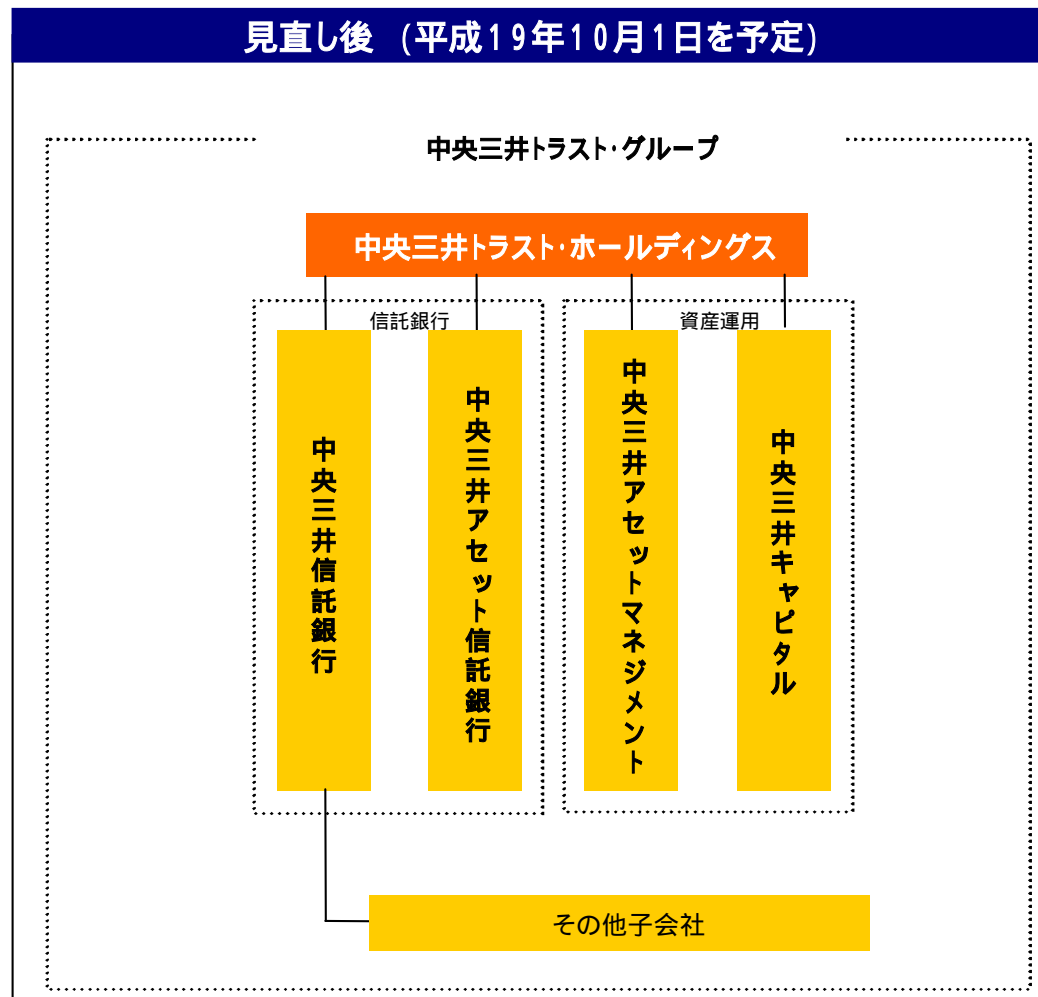 見直し後 (平成19年10月1日を予定)
中央三井トラスト・グループ
中央三井トラスト・ホールディングス
信託銀行
資産運用
中央三井信託銀行
中央三井アセット信託銀行
中央三井アセットマネジメント
中央三井キャピタル
その他子会社